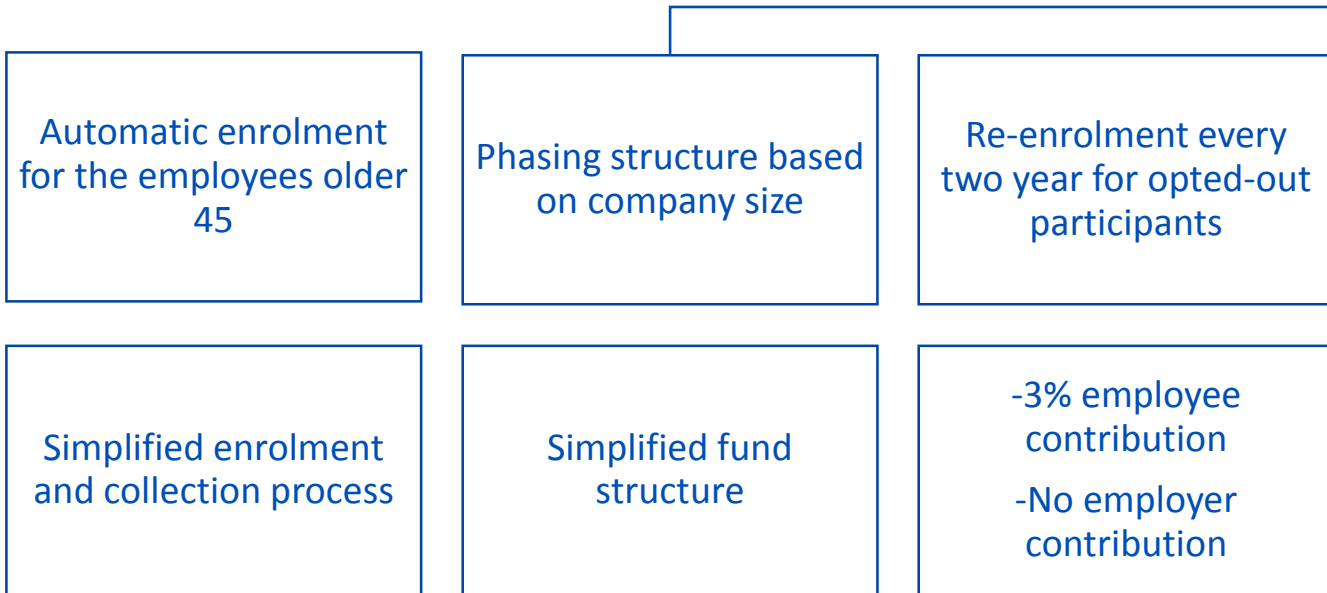 Automatic enrolment
for the employees older
45
Phasing structure based
on company size
Re-enrolment every
two year for opted-out
participants
Simplified enrolment
and collection process
Simplified fund
structure
-3% employee
contribution
-No employer
contribution